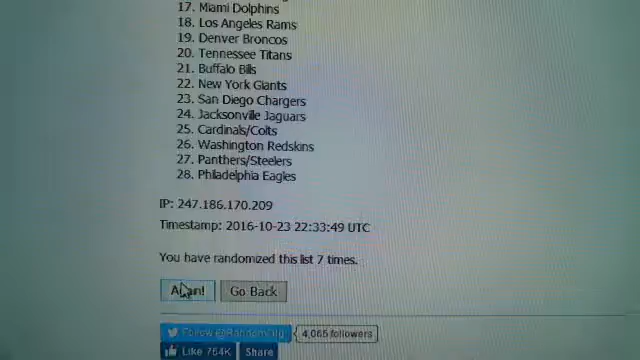 17. Miami Dolphins
18. Los Angeles Rams
19. Denver Broncos
20. Tennessee Titans
21. Buffalo Bills
22. New York Giants
23. San Diego Chargers
24. Jacksonville Jaguars
25. Cardinals/Colts
26. Washington Redskins
27. Panthers/Steelers
28. Philadelphia Eagles
IP: 247.186.170.209
Timestamp: 2016-10-23 22:33:49 UTC
You have randomized this list 7 times.
Again! Go Back
Follow @RandomOrg 4,065 followers
Like 764K Share